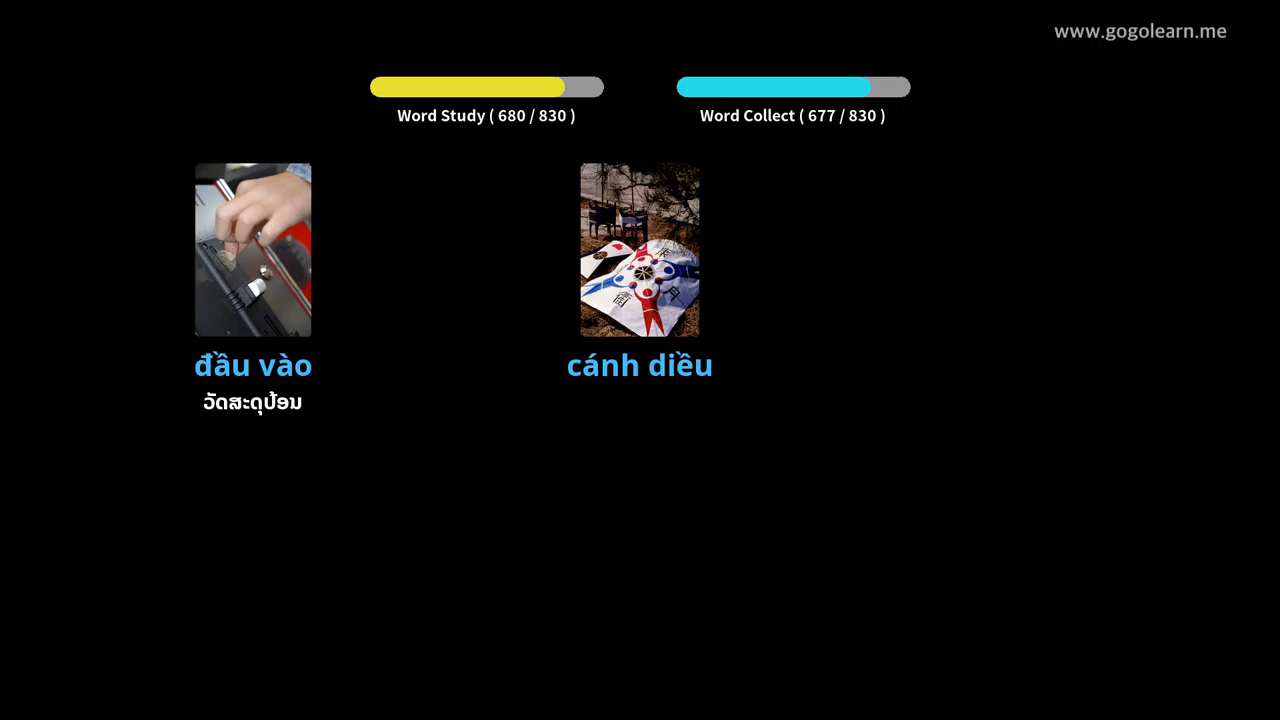 www.gogolearn.me
Word Study ( 680 / 830 )
Word Collect ( 677 / 830 )
đầu vào
ວັດສະດຸປ້ອນ
cánh diều